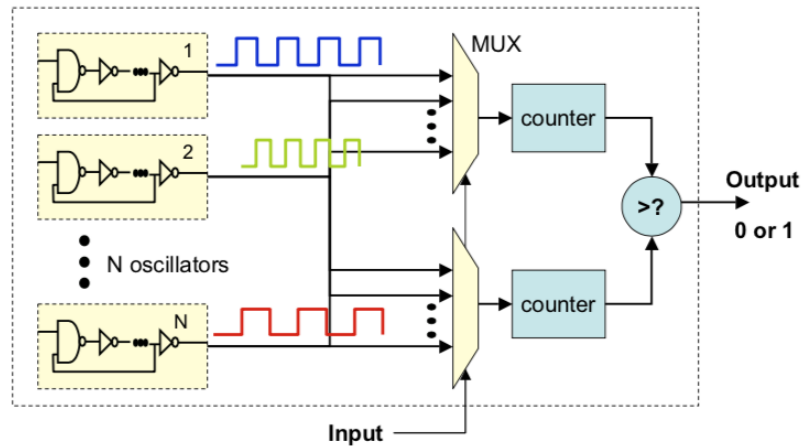 1
MUX
counter
2
>?
Output
0 or 1
N oscillators
counter
N
Input